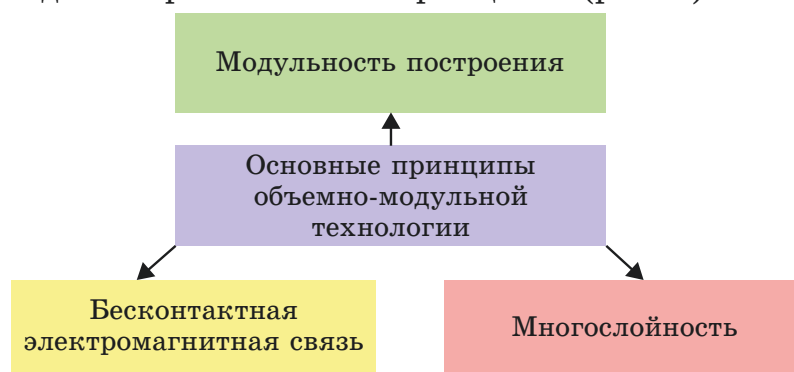 Модульность построения
Основные принципы
объемно-модульной
технологии
Бесконтактная
электромагнитная связь
Многослойность